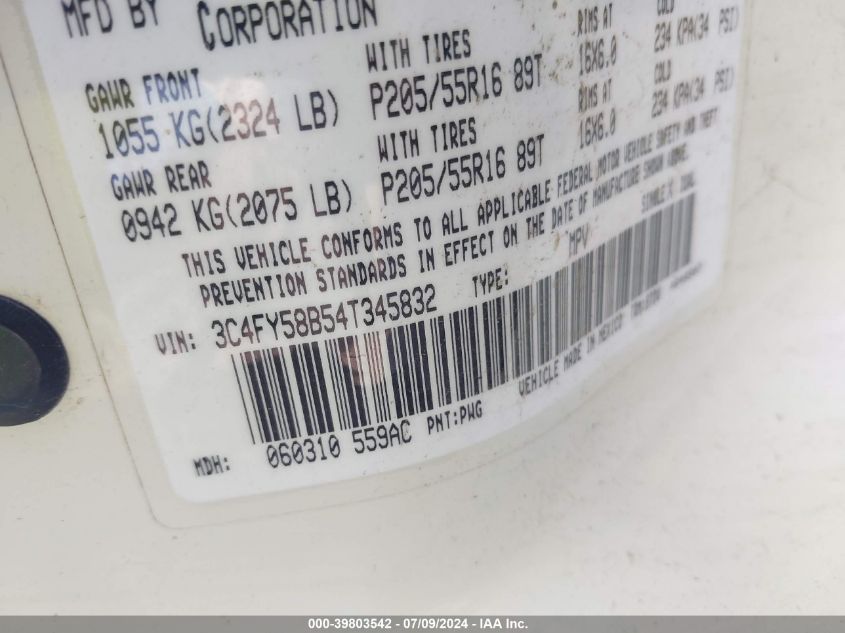 MFD BY CORPORATION
GAWR FRONT WITH TIRES RIMS AT COLD
1055 KG(2324 LB) P205/55R16 89T 16X6.0 234 KPA(34 PSI)
GAWR REAR WITH TIRES RIMS AT COLD
0942 KG(2075 LB) P205/55R16 89T 16X6.0 234 KPA(34 PSI)
THIS VEHICLE CONFORMS TO ALL APPLICABLE FEDERAL MOTOR VEHICLE SAFETY AND THEFT
PREVENTION STANDARDS IN EFFECT ON THE DATE OF MANUFACTURE SHOWN ABOVE.
VIN: 3C4FY58B54T345832 TYPE: MPV SINGLE X DUAL
MDH: 060310 559AC PNT:PWG VEHICLE MADE IN MEXICO
000-39803542 - 07/09/2024 - IAA Inc.